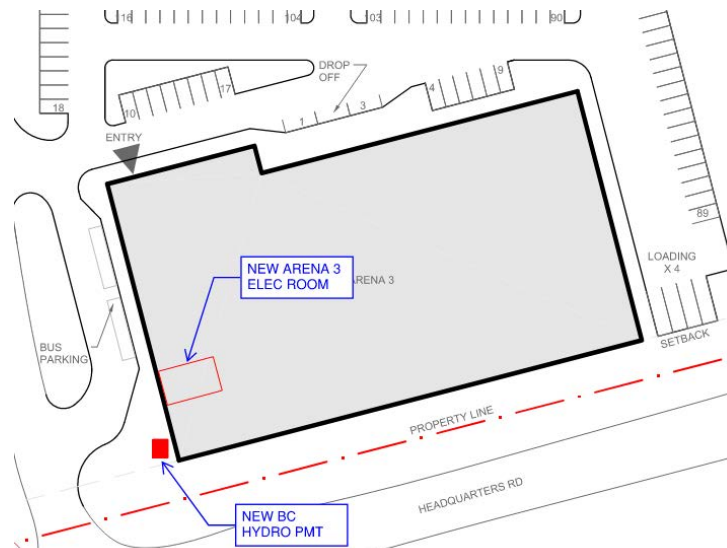 16
104
103
90
DROP
OFF
17
9
4
18
10
1
3
ENTRY
89
LOADING
X 4
NEW ARENA 3
ELEC ROOM
ARENA 3
BUS
PARKING
SETBACK
PROPERTY LINE
HEADQUARTERS RD
NEW BC
HYDRO PMT